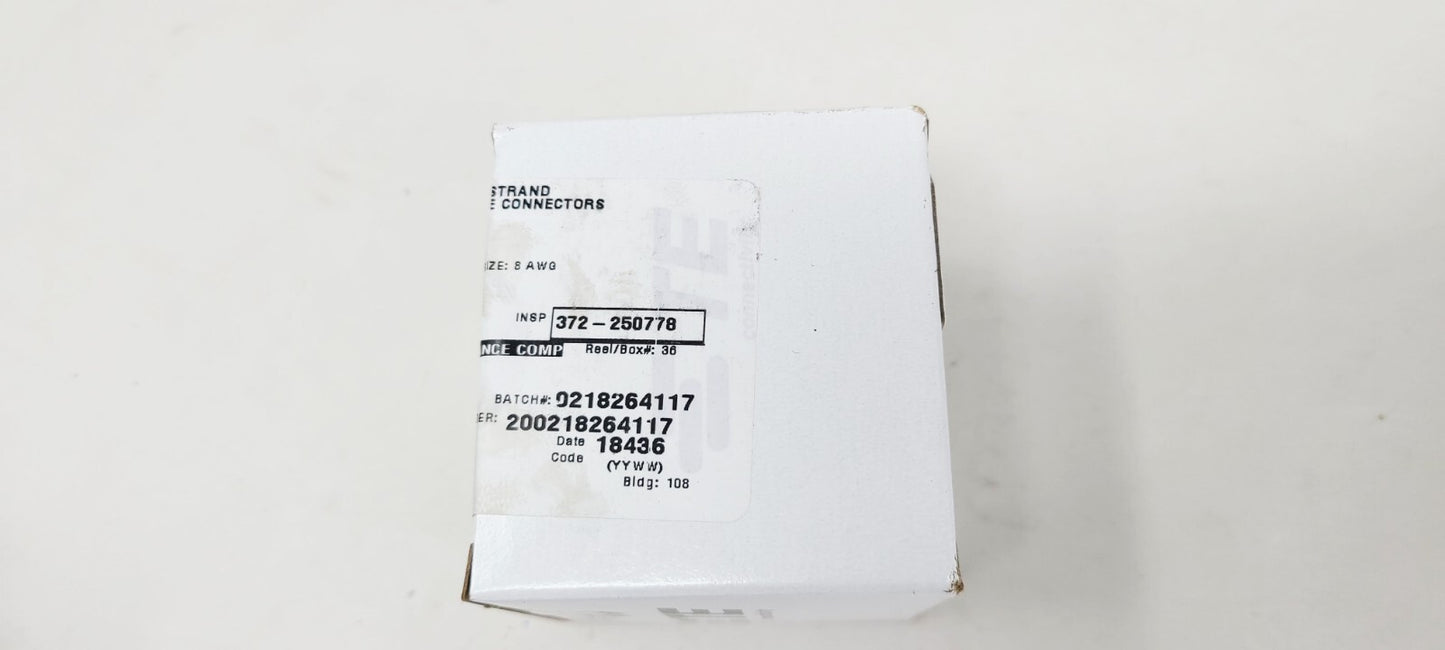 STRAND
E CONNECTORS
IZE: 8 AWG
INSP 372-250778
NCE COMP Reel/Box#: 36
BATCH#: 0218264117
ER: 200218264117
Date 18436
Code (YYWW)
Bldg: 108
TE